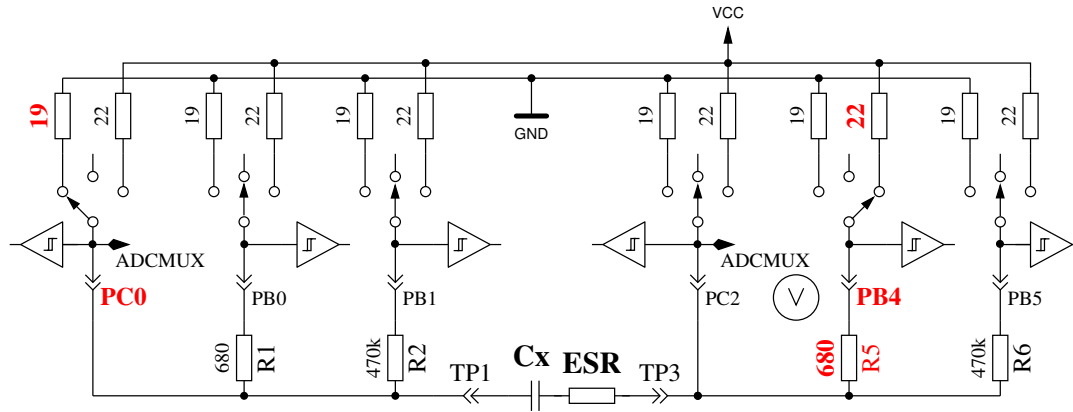 VCC
19
22
19
22
19
22
GND
19
22
19
22
19
22
ADCMUX
ADCMUX
PC0
PB0
PB1
PC2
V
PB4
PB5
680
R1
470k
R2
TP1
Cx
ESR
TP3
680
R5
470k
R6